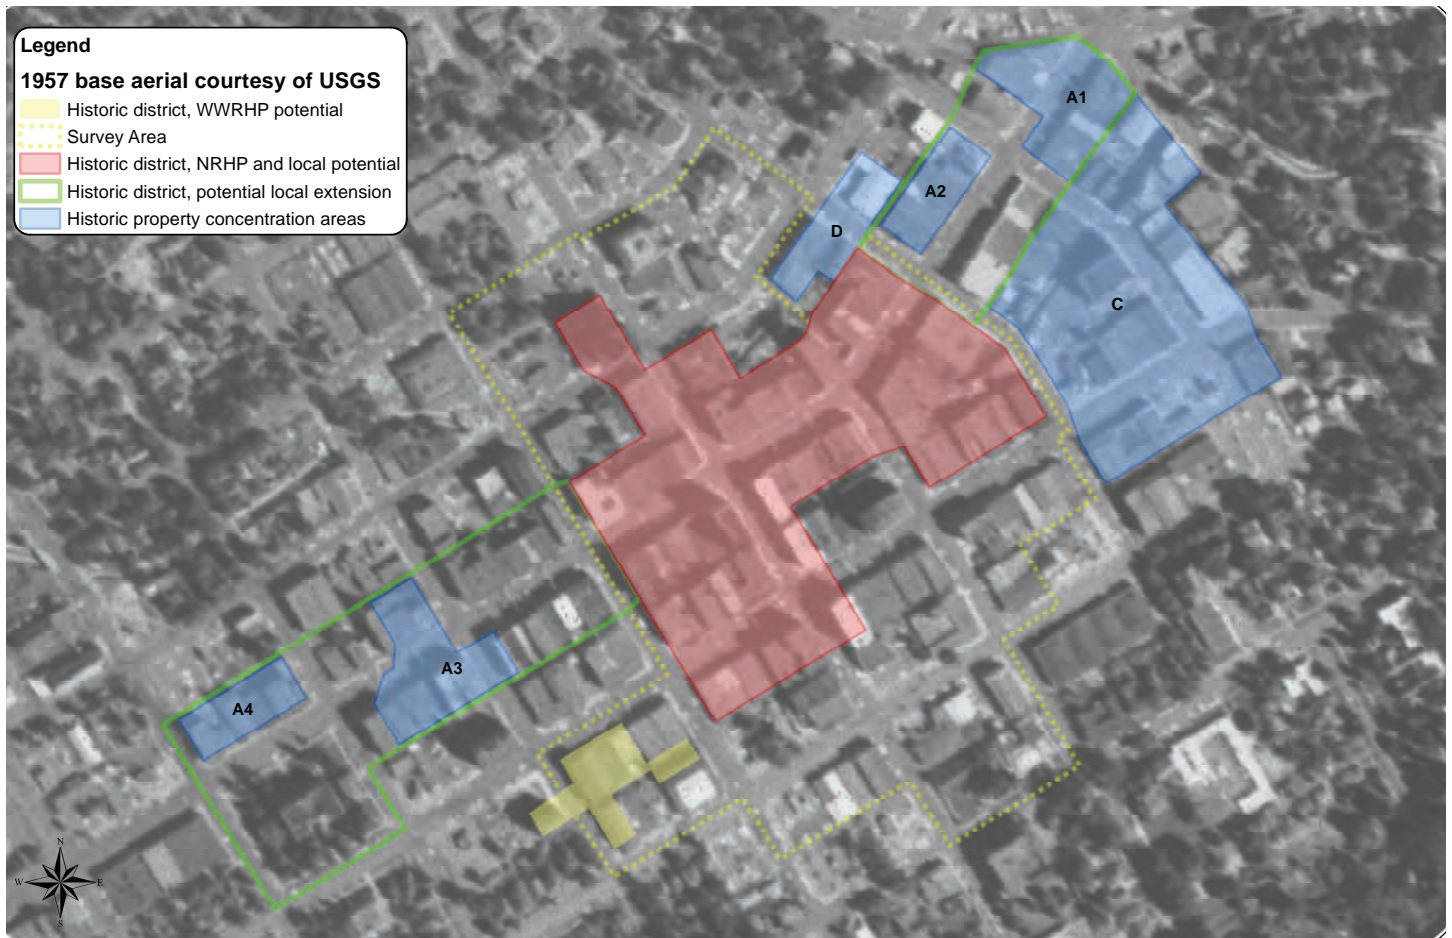 Legend
1957 base aerial courtesy of USGS
Historic district, WWRHP potential
Survey Area
Historic district, NRHP and local potential
Historic district, potential local extension
Historic property concentration areas
A1
A2
D
C
A3
A4
N
W E
S